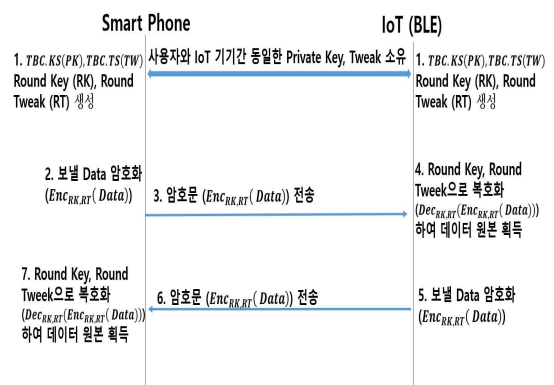 Smart Phone
IoT (BLE)
사용자와 IoT 기기간 동일한 Private Key, Tweak 소유
1. TBC.KS(PK),TBC.TS(TW)
Round Key (RK), Round
Tweak (RT) 생성
1. TBC.KS(PK),TBC.TS(TW)
Round Key (RK), Round
Tweak (RT) 생성
2. 보낼 Data 암호화
(Enc_{RK,RT}( Data))
3. 암호문 (Enc_{RK,RT}( Data)) 전송
4. Round Key, Round
Tweek으로 복호화
(Dec_{RK,RT}(Enc_{RK,RT}( Data)))
하여 데이터 원본 획득
5. 보낼 Data 암호화
(Enc_{RK,RT}( Data))
6. 암호문 (Enc_{RK,RT}( Data)) 전송
7. Round Key, Round
Tweek으로 복호화
(Dec_{RK,RT}(Enc_{RK,RT}( Data)))
하여 데이터 원본 획득